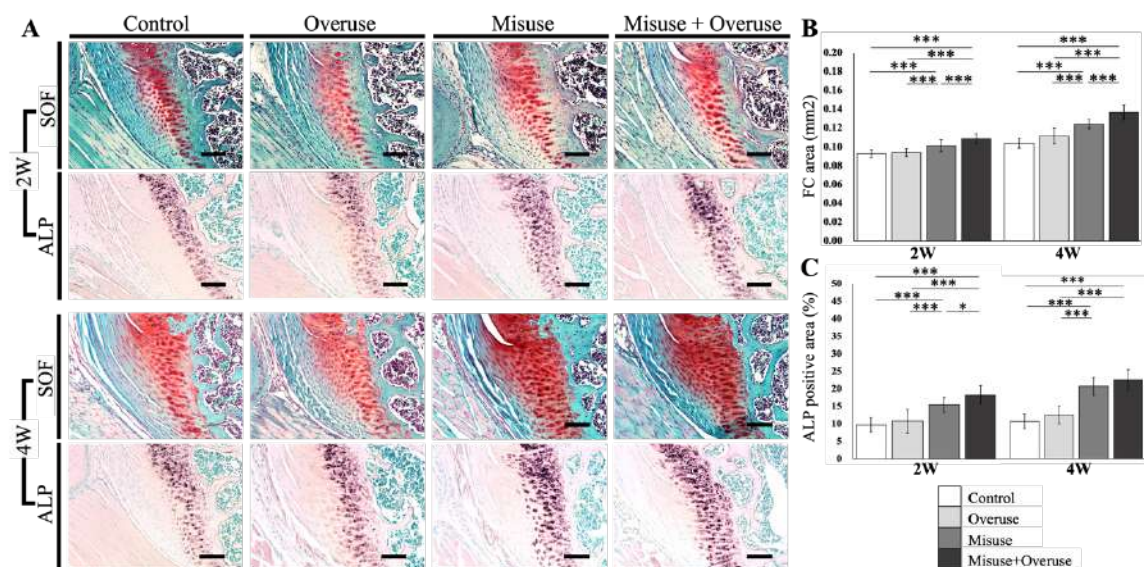 A
Control
Overuse
Misuse
Misuse + Overuse
2W
SOF
ALP
4W
SOF
ALP
B
FC area (mm2)
0.20
0.18
0.16
0.14
0.12
0.10
0.08
0.06
0.04
0.02
0.00
***
***
***
*** ***
***
***
***
*** ***
2W
4W
C
ALP positive area (%)
50
45
40
35
30
25
20
15
10
5
0
***
***
***
*** *
***
***
***
***
2W
4W
Control
Overuse
Misuse
Misuse+Overuse